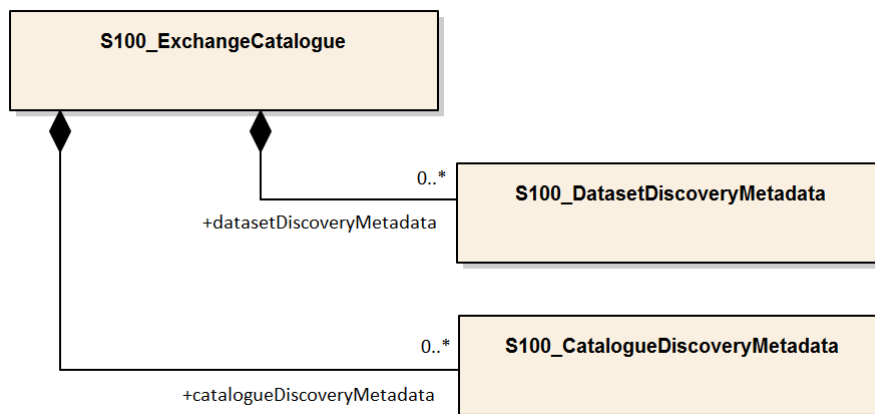 S100_ExchangeCatalogue
0..*
S100_DatasetDiscoveryMetadata
+datasetDiscoveryMetadata
0..*
S100_CatalogueDiscoveryMetadata
+catalogueDiscoveryMetadata